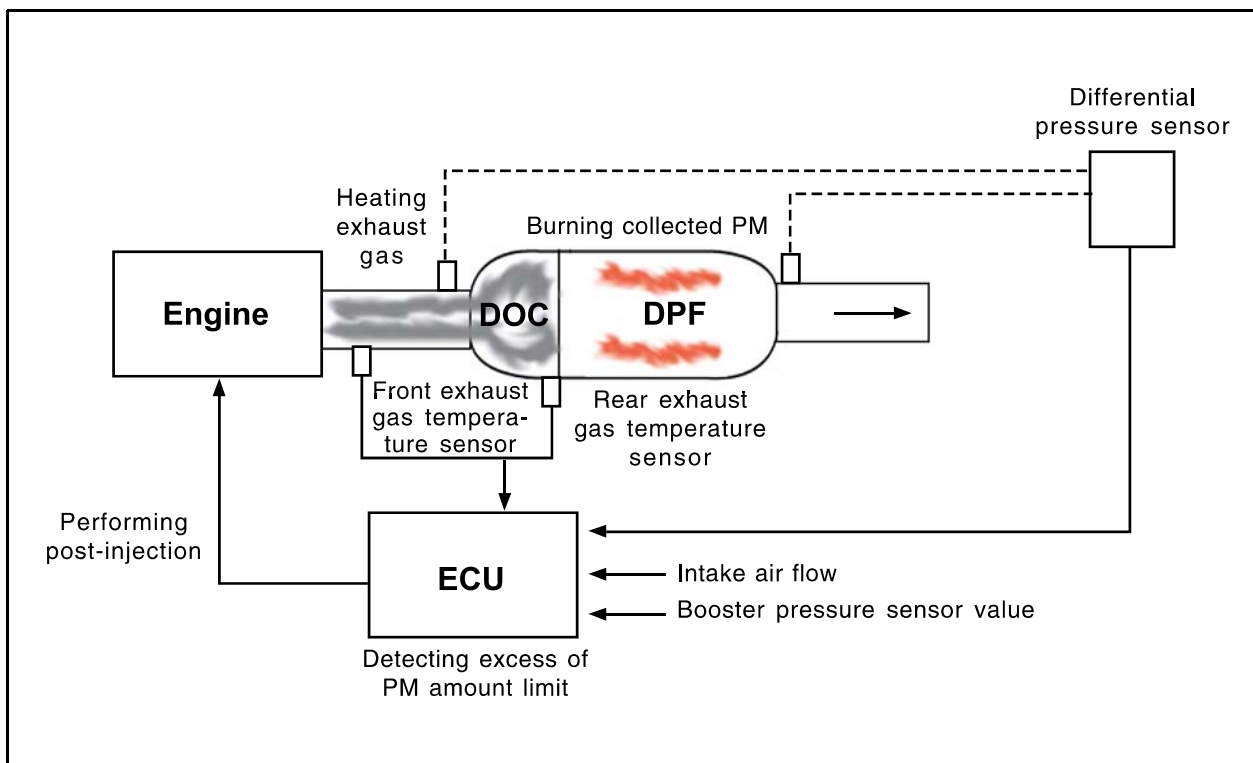 Differential
pressure sensor
Heating
exhaust
gas
Burning collected PM
Engine
DOC
DPF
Front exhaust
gas tempera-
ture sensor
Rear exhaust
gas temperature
sensor
Performing
post-injection
ECU
Intake air flow
Booster pressure sensor value
Detecting excess of
PM amount limit